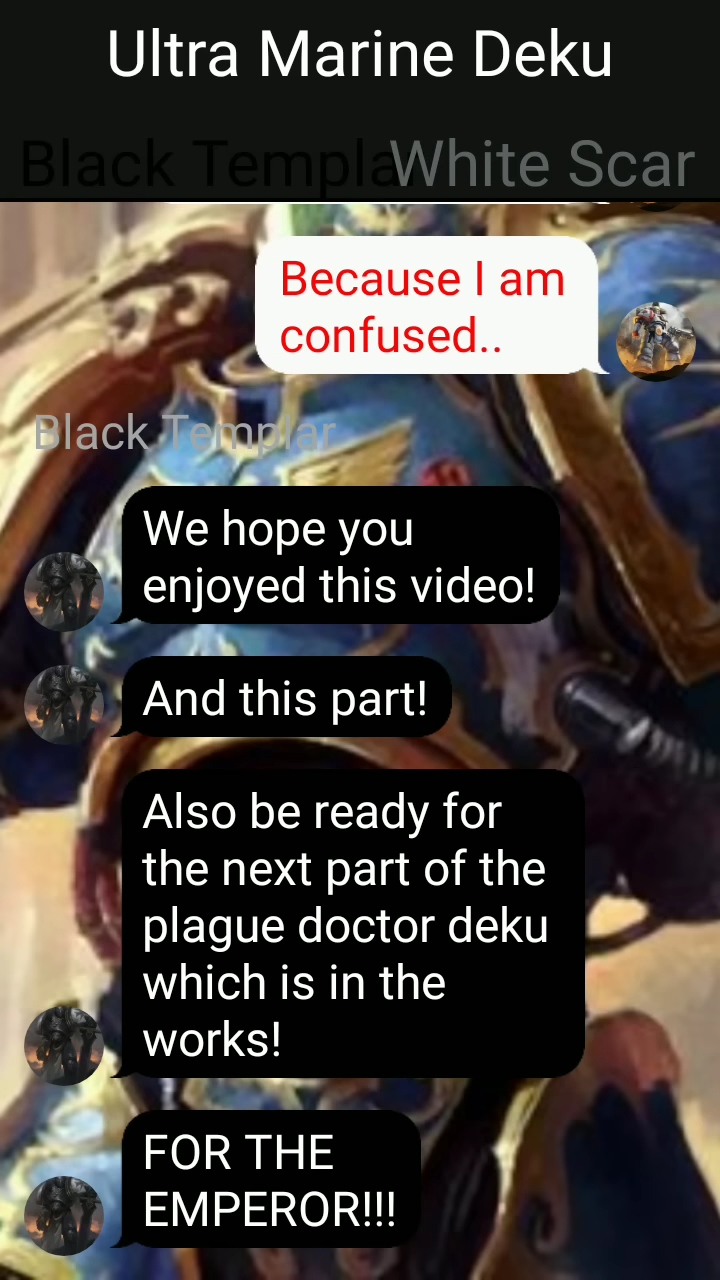 Ultra Marine Deku
Black Templar White Scar
Because I am
confused..
Black Templar
We hope you
enjoyed this video!
And this part!
Also be ready for
the next part of the
plague doctor deku
which is in the
works!
FOR THE
EMPEROR!!!